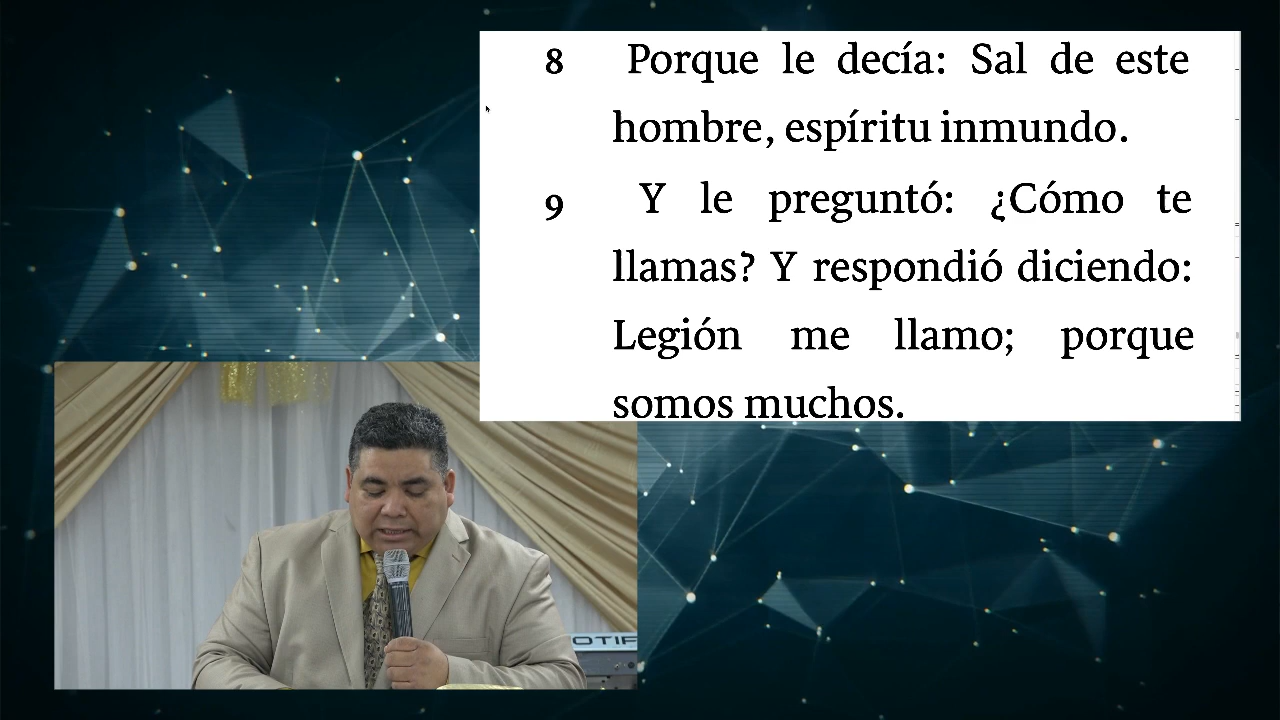 8 Porque le decía: Sal de este
hombre, espíritu inmundo.
9 Y le preguntó: ¿Cómo te
llamas? Y respondió diciendo:
Legión me llamo; porque
somos muchos.
OTIF